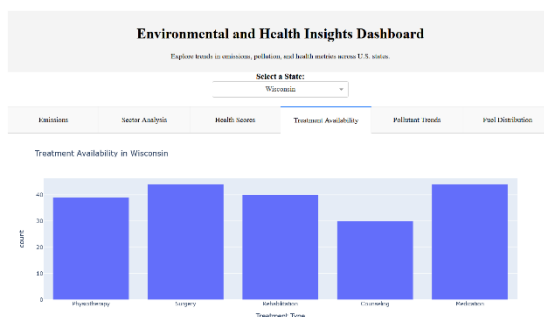 Environmental and Health Insights Dashboard
Explore trends in emissions, pollution, and health metrics across U.S. states.
Select a State:
Wisconsin
Emissions Sector Analysis Health Scores Treatment Availability Pollutant Trends Fuel Distribution
Treatment Availability in Wisconsin
count
40
30
20
10
0
Physiotherapy Surgery Rehabilitation Counseling Medication
Treatment Type